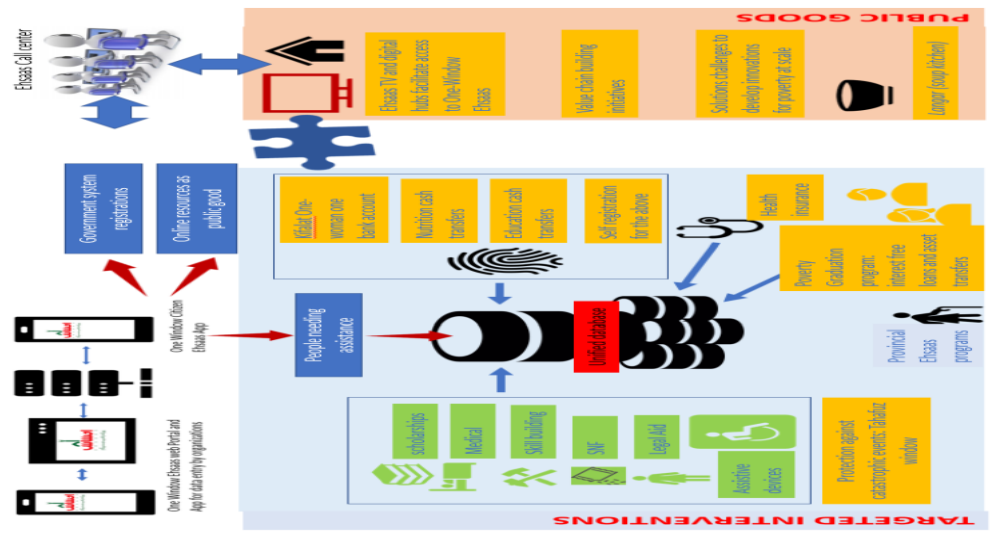 Ehsaas Call center
One Window Ehsaas web Portal and
App for data entry by organizations
One Window Citizen
Ehsaas App
Government system
registrations
Online resources as
public good
TARGETED INTERVENTIONS
PUBLIC GOODS
People needing
assistance
Unified database
scholarships
Medical
Skill building
SNF
Legal Aid
Assistive
devices
Kifalat One-
woman one
bank account
Nutrition cash
transfers
Education cash
transfers
Self registration
for the above
Ehsaas TV and digital
hubs facilitate access
to One-Window
Ehsaas
Value chain building
initiatives
Solutions challenges to
develop innovations
for poverty at scale
Langar (soup kitchen)
Health
insurance
Poverty
Graduation
program:
interest free
loans and asset
transfers
Provincial
Ehsaas
programs
Protection against
catastrophic events: Tahafuz
window